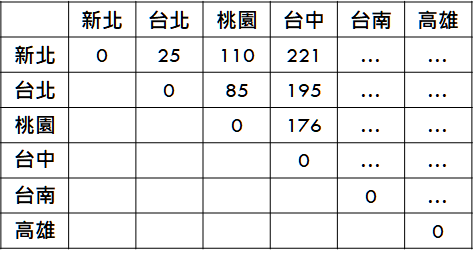 新北 台北 桃園 台中 台南 高雄
新北 0 25 110 221 ... ...
台北 0 85 195 ... ...
桃園 0 176 ... ...
台中 0 ... ...
台南 0 ...
高雄 0